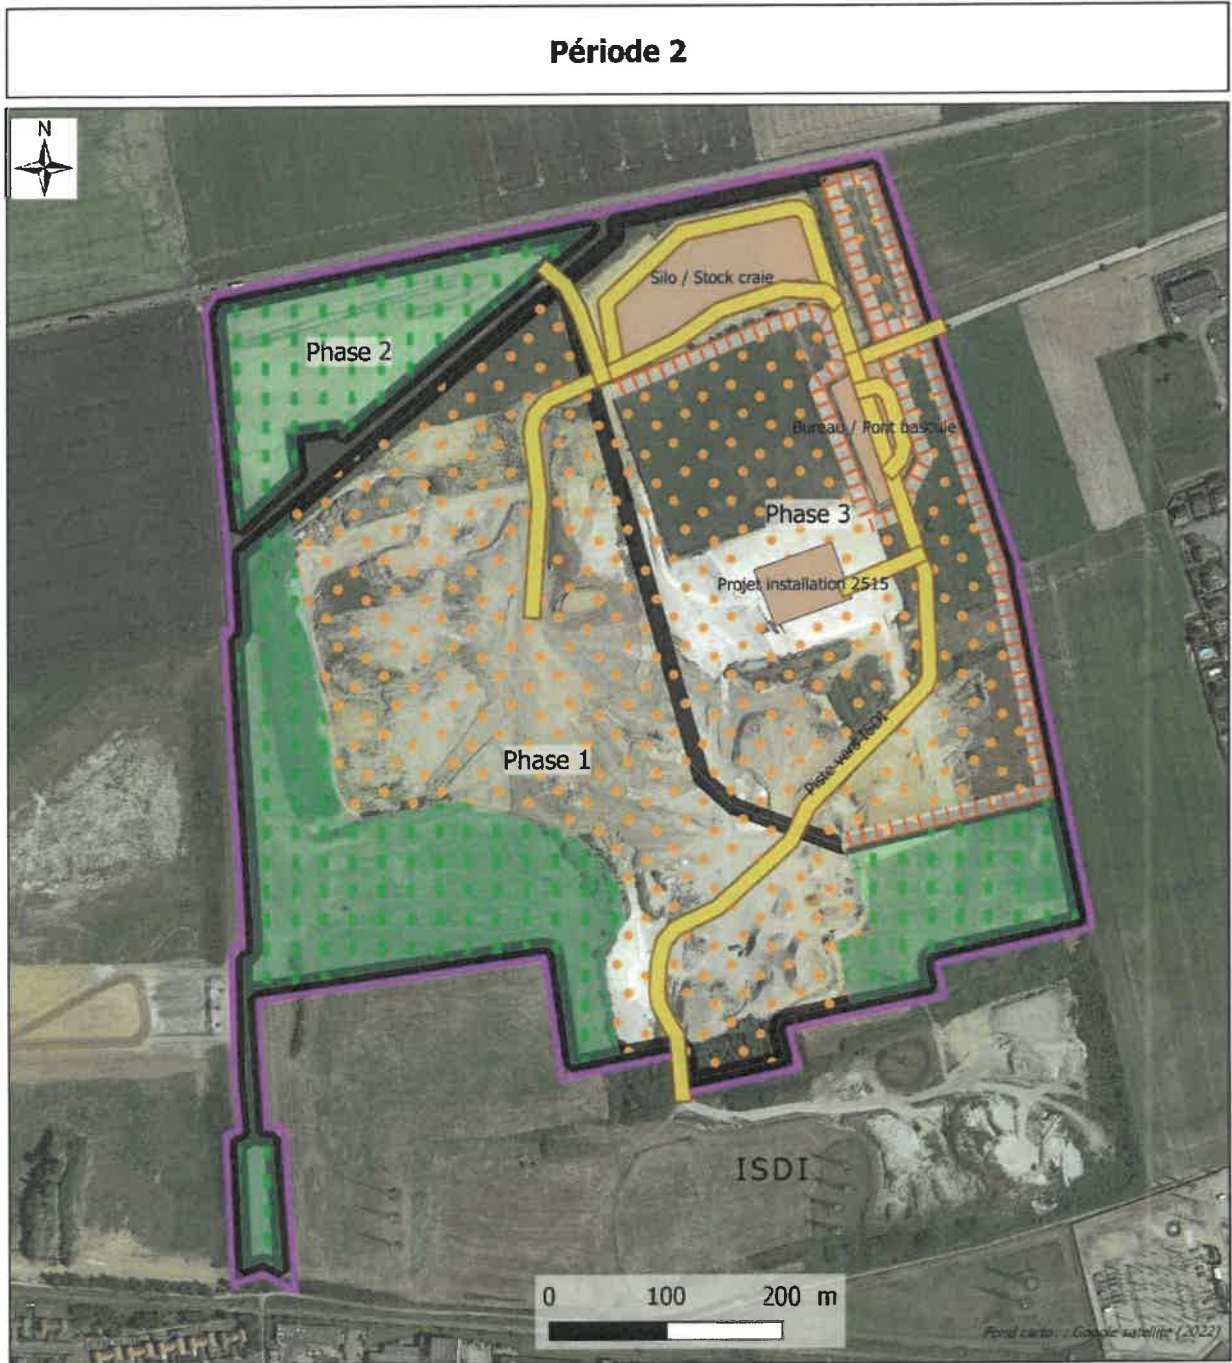 Période 2
N
Silo / Stock craie
Phase 2
Bureau / Pont bascule
Phase 3
Projet installation 2515
Phase 1
Piste vers ISDI
ISDI
0 100 200 m
Fond carto. : Google satellite (2022)